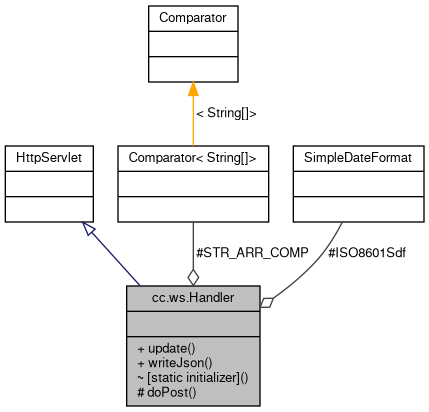 Comparator
< String[]>
HttpServlet
Comparator< String[]>
SimpleDateFormat
#STR_ARR_COMP
#ISO8601Sdf
cc.ws.Handler
+ update()
+ writeJson()
~ [static initializer]()
# doPost()